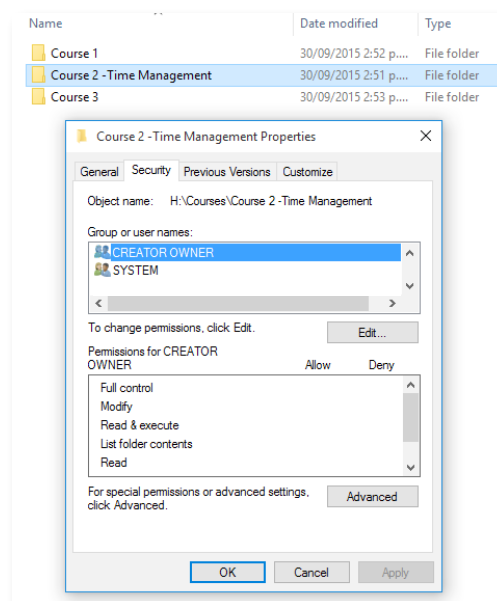 Name Date modified Type
Course 1 30/09/2015 2:52 p.... File folder
Course 2 -Time Management 30/09/2015 2:51 p.... File folder
Course 3 30/09/2015 2:53 p.... File folder
Course 2 -Time Management Properties
General Security Previous Versions Customize
Object name: H:\Courses\Course 2 -Time Management
Group or user names:
CREATOR OWNER
SYSTEM
To change permissions, click Edit.
Edit...
Permissions for CREATOR
OWNER Allow Deny
Full control
Modify
Read & execute
List folder contents
Read
For special permissions or advanced settings,
click Advanced.
Advanced
OK Cancel Apply